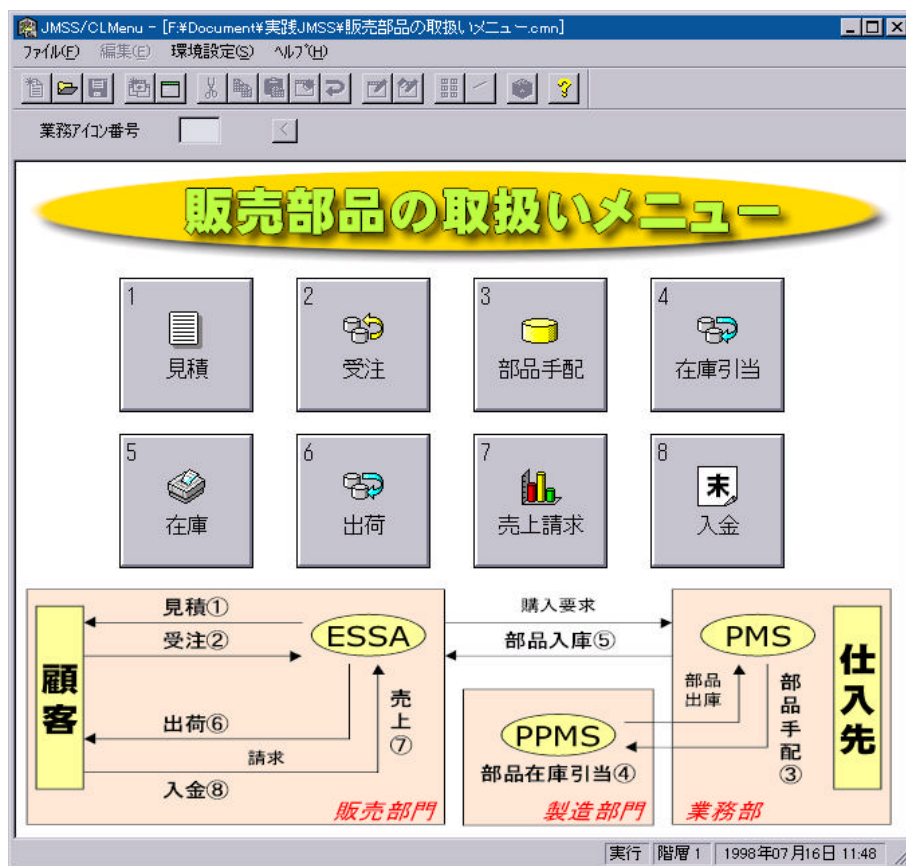 JMSS/CLMenu - [F:¥Document¥実践JMSS¥販売部品の取扱いメニュー.cmn]
ファイル(F) 編集(E) 環境設定(S) ヘルプ(H)
業務アイコン番号
<
販売部品の取扱いメニュー
1 見積
2 受注
3 部品手配
4 在庫引当
5 在庫
6 出荷
7 売上請求
8 末 入金
顧客
見積①
受注②
ESSA
出荷⑥
売上⑦
請求
入金⑧
販売部門
購入要求
部品入庫⑤
PPMS
部品在庫引当④
製造部門
PMS
部品出庫
部品手配③
業務部
仕入先
実行 階層 1 1998年07月16日 11:48